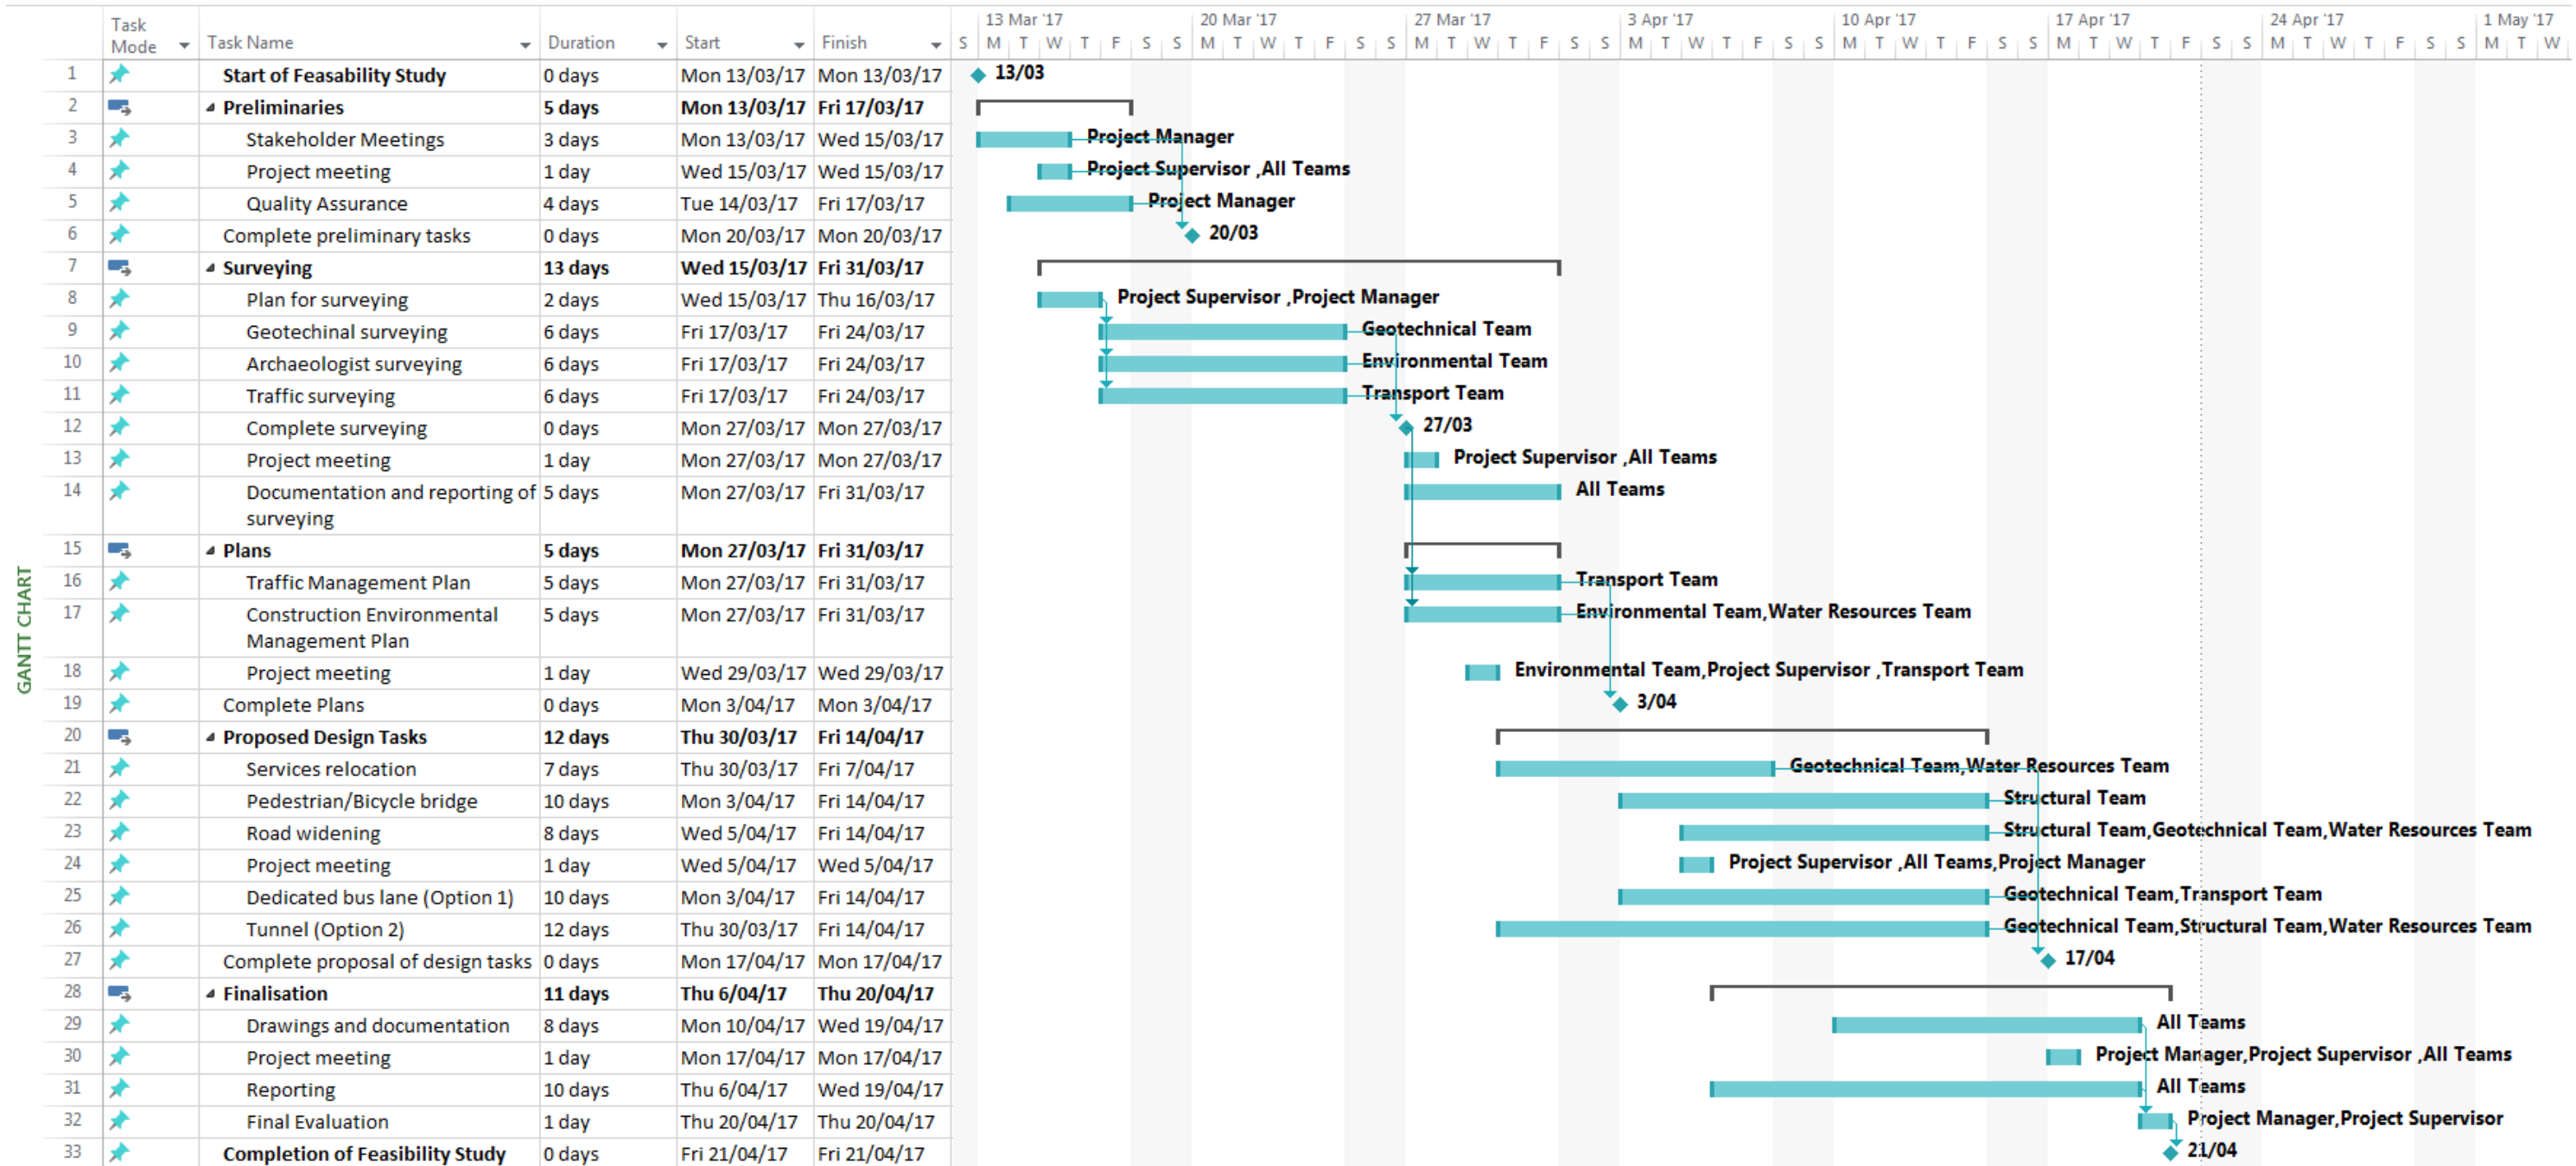 13 Mar '17 20 Mar '17 27 Mar '17 3 Apr '17 10 Apr '17 17 Apr '17 24 Apr '17 1 May '17
Task Mode Task Name Duration Start Finish S M T W T F S S M T W T F S S M T W T F S S M T W T F S S M T W T F S S M T W T F S S M T W T F S S M T W
1 Start of Feasability Study 0 days Mon 13/03/17 Mon 13/03/17 13/03
2 Preliminaries 5 days Mon 13/03/17 Fri 17/03/17
3 Stakeholder Meetings 3 days Mon 13/03/17 Wed 15/03/17 Project Manager
4 Project meeting 1 day Wed 15/03/17 Wed 15/03/17 Project Supervisor ,All Teams
5 Quality Assurance 4 days Tue 14/03/17 Fri 17/03/17 Project Manager
6 Complete preliminary tasks 0 days Mon 20/03/17 Mon 20/03/17 20/03
7 Surveying 13 days Wed 15/03/17 Fri 31/03/17
8 Plan for surveying 2 days Wed 15/03/17 Thu 16/03/17 Project Supervisor ,Project Manager
9 Geotechinal surveying 6 days Fri 17/03/17 Fri 24/03/17 Geotechnical Team
10 Archaeologist surveying 6 days Fri 17/03/17 Fri 24/03/17 Environmental Team
11 Traffic surveying 6 days Fri 17/03/17 Fri 24/03/17 Transport Team
12 Complete surveying 0 days Mon 27/03/17 Mon 27/03/17 27/03
13 Project meeting 1 day Mon 27/03/17 Mon 27/03/17 Project Supervisor ,All Teams
14 Documentation and reporting of 5 days Mon 27/03/17 Fri 31/03/17 All Teams
surveying
15 Plans 5 days Mon 27/03/17 Fri 31/03/17
16 Traffic Management Plan 5 days Mon 27/03/17 Fri 31/03/17 Transport Team
17 Construction Environmental 5 days Mon 27/03/17 Fri 31/03/17 Environmental Team,Water Resources Team
Management Plan
18 Project meeting 1 day Wed 29/03/17 Wed 29/03/17 Environmental Team,Project Supervisor ,Transport Team
19 Complete Plans 0 days Mon 3/04/17 Mon 3/04/17 3/04
20 Proposed Design Tasks 12 days Thu 30/03/17 Fri 14/04/17
21 Services relocation 7 days Thu 30/03/17 Fri 7/04/17 Geotechnical Team,Water Resources Team
22 Pedestrian/Bicycle bridge 10 days Mon 3/04/17 Fri 14/04/17 Structural Team
23 Road widening 8 days Wed 5/04/17 Fri 14/04/17 Structural Team,Geotechnical Team,Water Resources Team
24 Project meeting 1 day Wed 5/04/17 Wed 5/04/17 Project Supervisor ,All Teams,Project Manager
25 Dedicated bus lane (Option 1) 10 days Mon 3/04/17 Fri 14/04/17 Geotechnical Team,Transport Team
26 Tunnel (Option 2) 12 days Thu 30/03/17 Fri 14/04/17 Geotechnical Team,Structural Team,Water Resources Team
27 Complete proposal of design tasks 0 days Mon 17/04/17 Mon 17/04/17 17/04
28 Finalisation 11 days Thu 6/04/17 Thu 20/04/17
29 Drawings and documentation 8 days Mon 10/04/17 Wed 19/04/17 All Teams
30 Project meeting 1 day Mon 17/04/17 Mon 17/04/17 Project Manager,Project Supervisor ,All Teams
31 Reporting 10 days Thu 6/04/17 Wed 19/04/17 All Teams
32 Final Evaluation 1 day Thu 20/04/17 Thu 20/04/17 Project Manager,Project Supervisor
33 Completion of Feasibility Study 0 days Fri 21/04/17 Fri 21/04/17 21/04
GANTT CHART